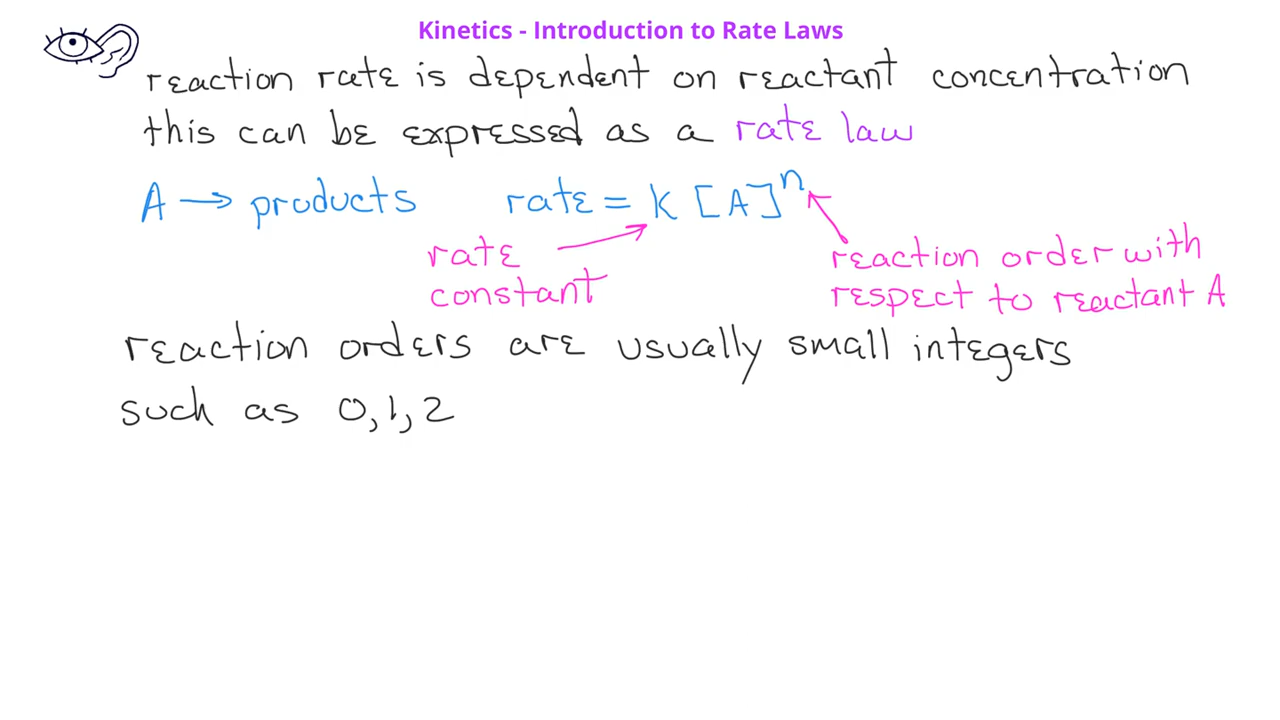 Kinetics - Introduction to Rate Laws
reaction rate is dependent on reactant concentration
this can be expressed as a rate law
A → products rate = k [A]^n
rate constant
reaction order with respect to reactant A
reaction orders are usually small integers
such as 0, 1, 2